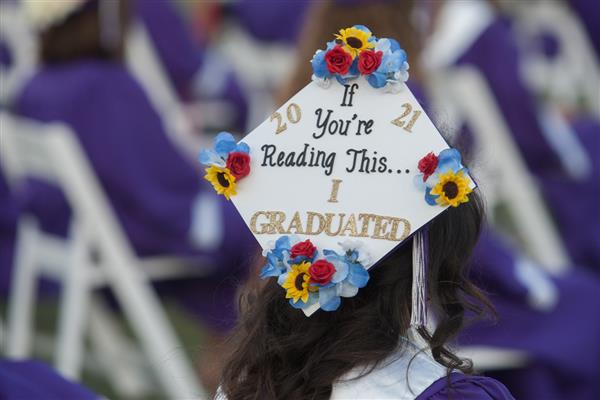 If
20 You're 21
Reading This...
I
GRADUATED